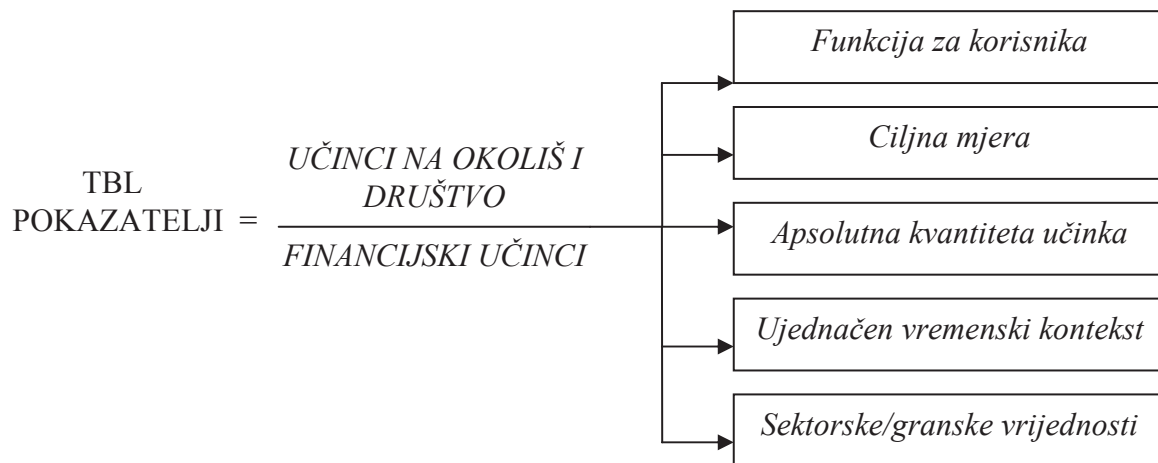 TBL
POKAZATELJI =
UČINCI NA OKOLIŠ I
DRUŠTVO
FINANCIJSKI UČINCI
Funkcija za korisnika
Ciljna mjera
Apsolutna kvantiteta učinka
Ujednačen vremenski kontekst
Sektorske/granske vrijednosti